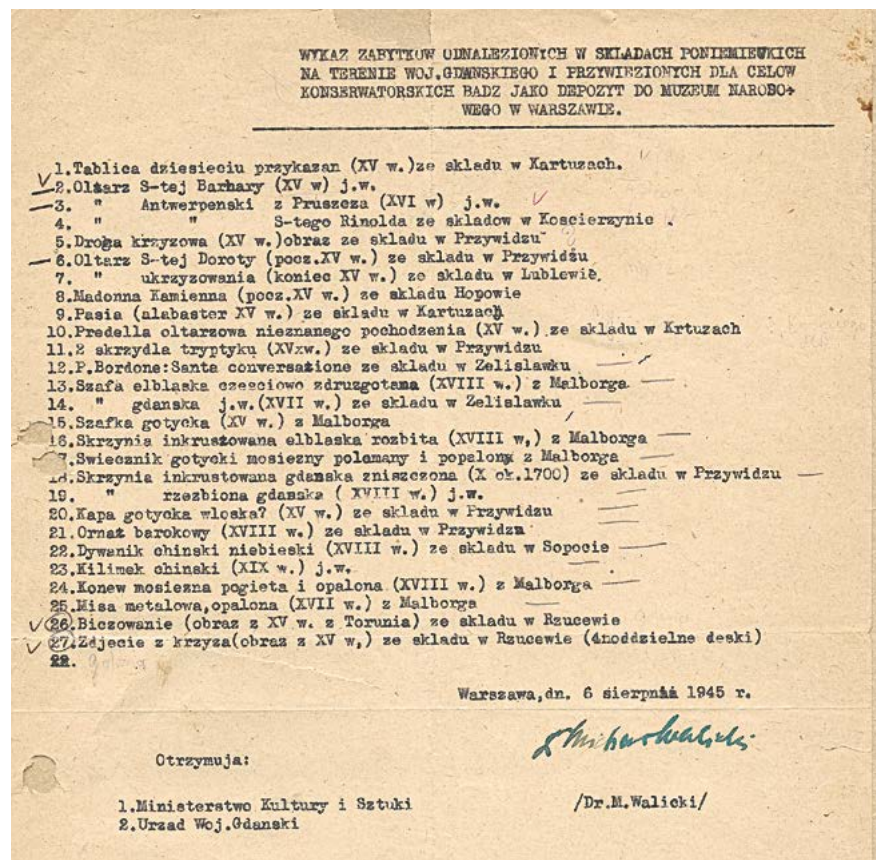 WYKAZ ZABYTKOW ODNALEZIONYCH W SKLADACH PONIEMIEWKICH
NA TERENIE WOJ.GDANSKIEGO I PRZYWIEZIONYCH DLA CELOW
KONSERWATORSKICH BADZ JAKO DEPOZYT DO MUZEUM NARODO-
WEGO W WARSZAWIE.
1.Tablica dziesieciu przykazan (XV w.)ze skladu w Kartuzach.
2.Oltarz S-tej Barbary (XV w) j.w.
3. " Antwerpenski z Pruszcza (XVI w) j.w.
4. " " S-tego Rinolda ze skladow w Koscierzynie .
5.Droga krzyzowa (XV w.)obraz ze skladu w Przywidzu
6.Oltarz S-tej Doroty (pocz.XV w.) ze skladu w Przywidzu
7. " ukrzyzowania (koniec XV w.) ze skladu w Lublewie.
8.Madonna Kamienna (pocz.XV w.) ze skladu Hopowie
9.Pasia (alabaster XV w.) ze skladu w Kartuzach
10.Predella oltarzowa nieznanego pochodzenia (XV w.) ze skladu w Krtuzach
11.2 skrzydla tryptyku (XVxw.) ze skladu w Przywidzu
12.P.Bordone:Santa conversatione ze skladu w Zelislawku
13.Szafa elblaska czesciowo zdruzgotana (XVIII w.) z Malborga
14. " gdanska j.w.(XVII w.) ze skladu w Zelislawku
15.Szafka gotycka (XV w.) z Malborga
16.Skrzynia inkrustowana elblaska rozbita (XVIII w,) z Malborga
7.Swiecznik gotycki mosiezny polamany i popalony z Malborga
18.Skrzynia inkrustowana gdanska zniszczona (X ok.1700) ze skladu w Przywidzu
19. " rzezbiona gdanska ( XVIII w.) j.w.
20.Kapa gotycka wloska? (XV w.) ze skladu w Przywidzu
21.Ornat barokowy (XVIII w.) ze skladu w Przywidzu
22.Dywanik chinski niebieski (XVIII w.) ze skladu w Sopocie
23.Kilimek chinski (XIX w.) j.w.
24.Konew mosiezna pogieta i opalona (XVIII w.) z Malborga
25.Misa metalowa,opalona (XVII w.) z Malborga
26.Biczowanie (obraz z XV w. z Torunia) ze skladu w Rzucewie
27.Zdjecie z krzyza(obraz z XV w,) ze skladu w Rzucewie (4noddzielne deski)
28.
Warszawa,dn. 6 sierpnia 1945 r.
Otrzymuja:
1.Ministerstwo Kultury i Sztuki /Dr.M.Walicki/
2.Urzad Woj.Gdanski